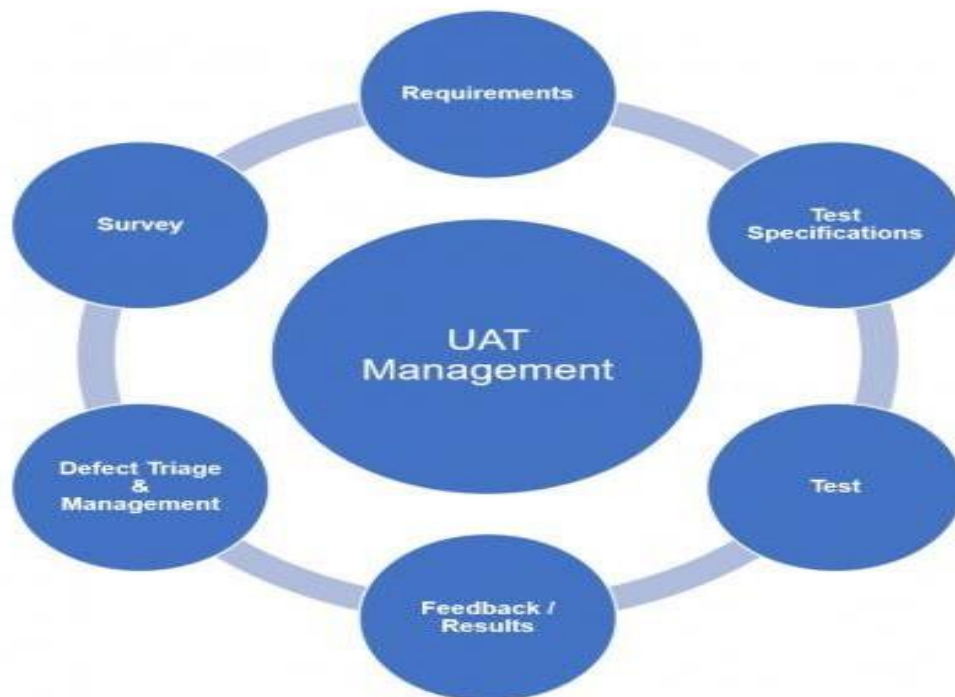 Requirements
Test
Specifications
Test
Feedback /
Results
Defect Triage
&
Management
Survey
UAT
Management